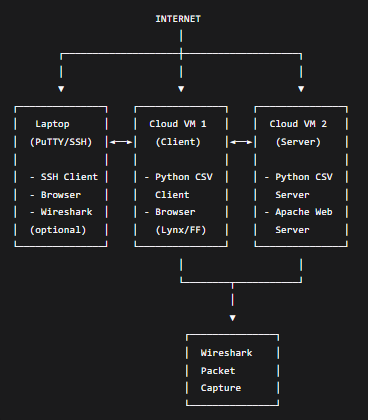 INTERNET
Laptop
(PuTTY/SSH)
- SSH Client
- Browser
- Wireshark
(optional)
Cloud VM 1
(Client)
- Python CSV
Client
- Browser
(Lynx/FF)
Cloud VM 2
(Server)
- Python CSV
Server
- Apache Web
Server
Wireshark
Packet
Capture